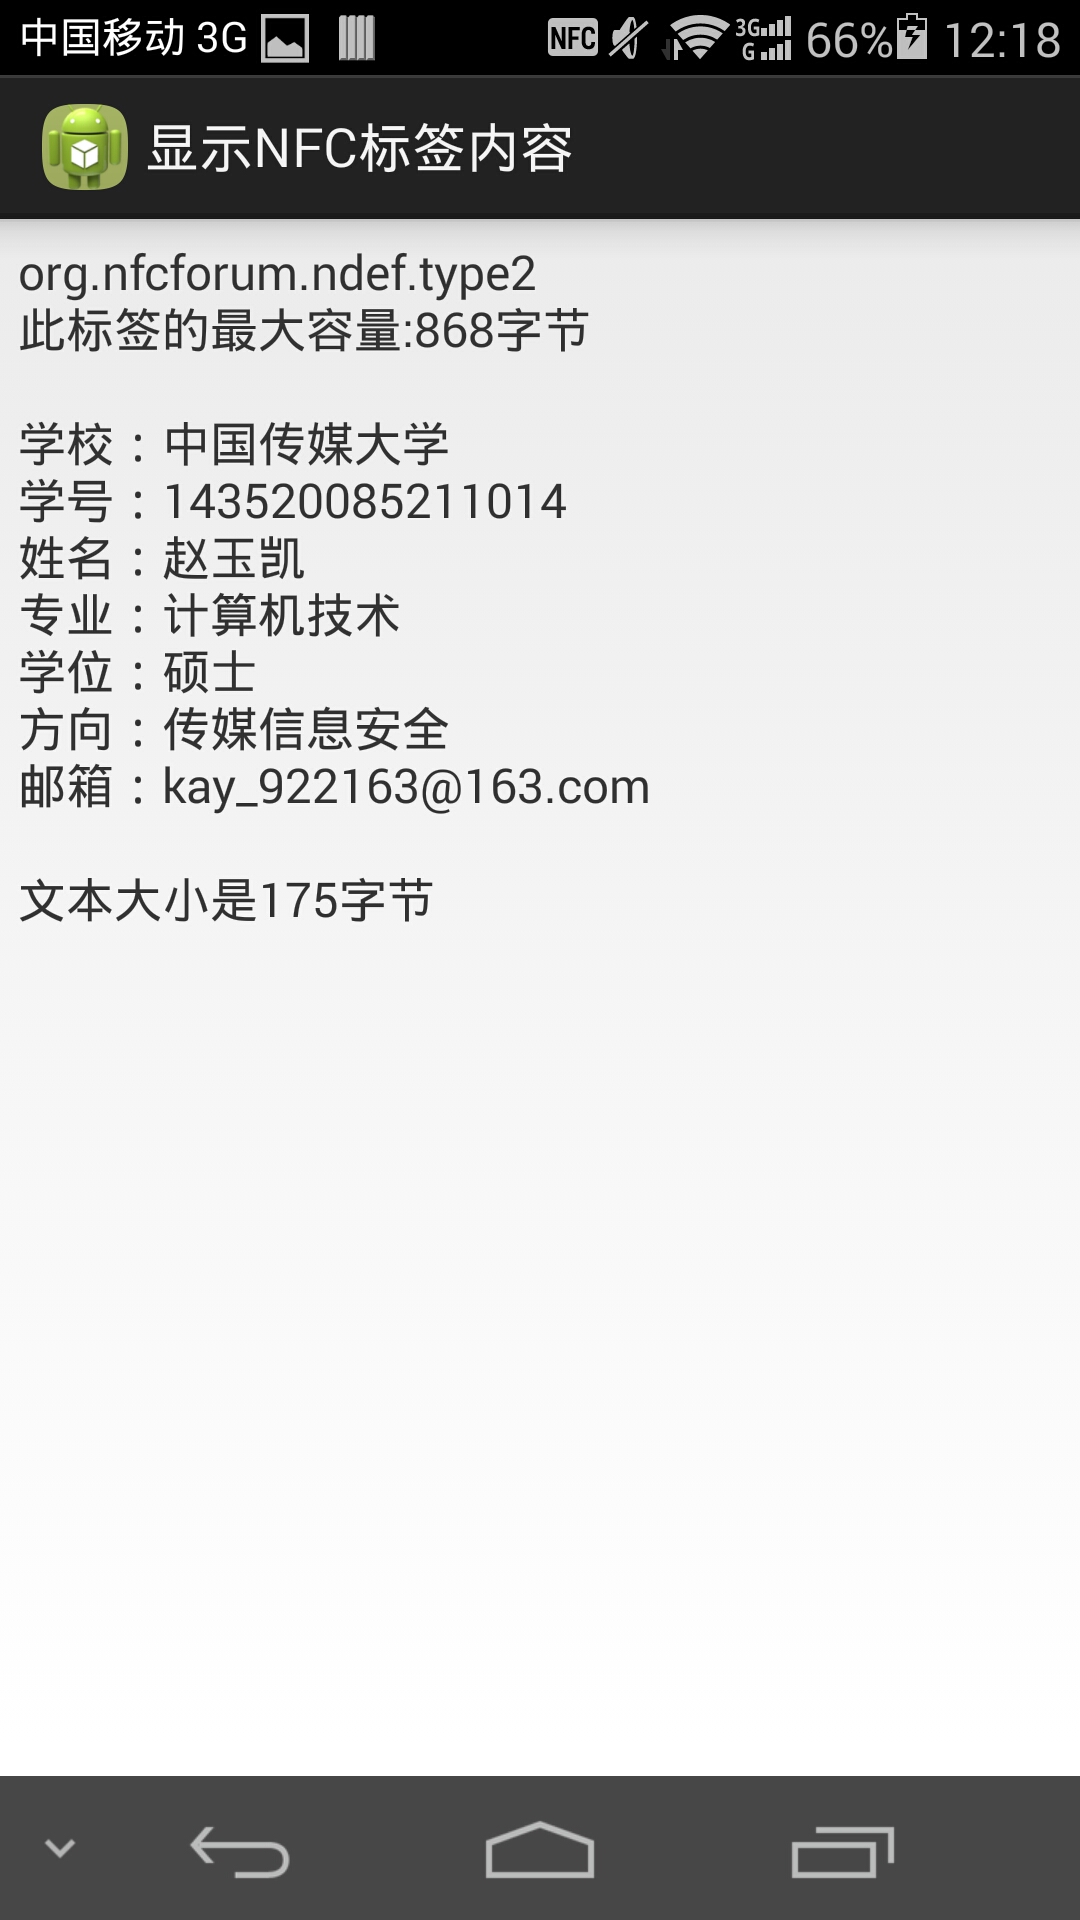 中国移动 3G NFC 3G G 66% 12:18
显示NFC标签内容
org.nfcforum.ndef.type2
此标签的最大容量:868字节
学校：中国传媒大学
学号：143520085211014
姓名：赵玉凯
专业：计算机技术
学位：硕士
方向：传媒信息安全
邮箱：kay_922163@163.com
文本大小是175字节